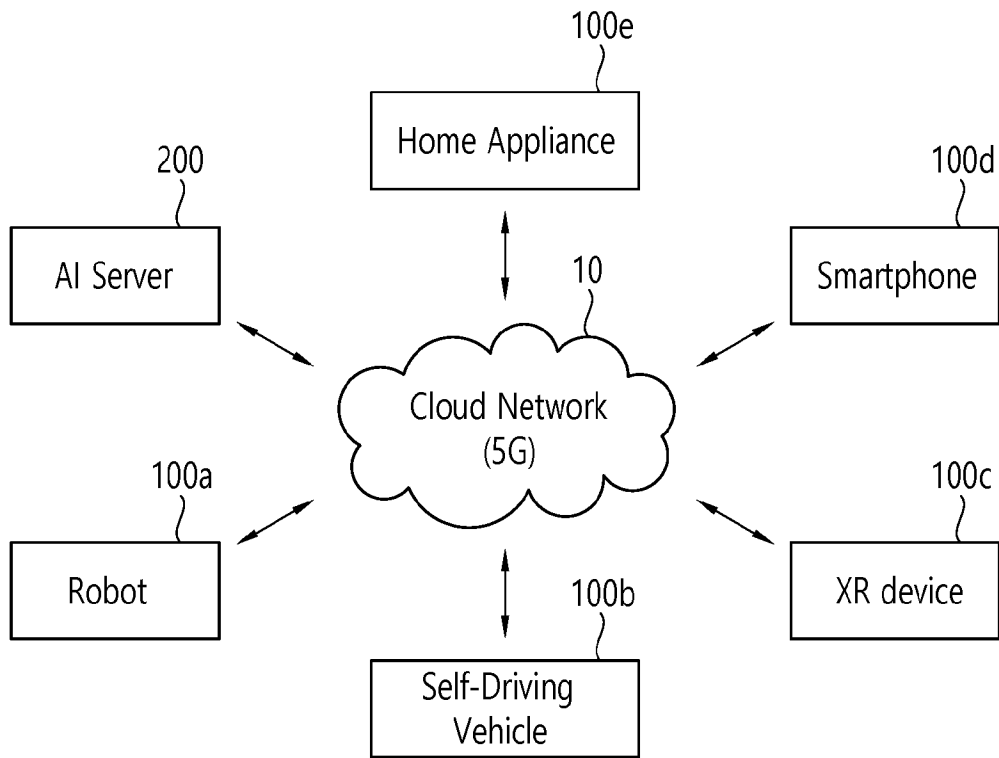 100e
Home Appliance
200
AI Server
100d
Smartphone
10
Cloud Network
(5G)
100a
Robot
100c
XR device
100b
Self-Driving
Vehicle